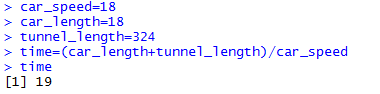 > car_speed=18
> car_length=18
> tunnel_length=324
> time=(car_length+tunnel_length)/car_speed
> time
[1] 19